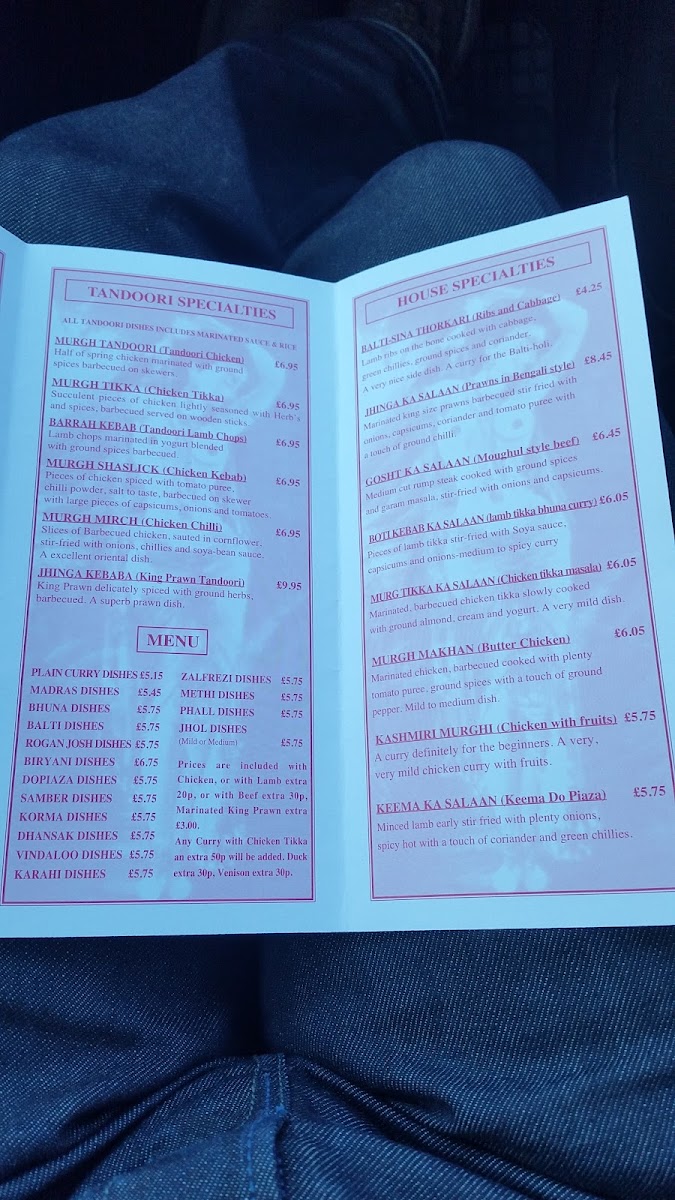 TANDOORI SPECIALTIES
ALL TANDOORI DISHES INCLUDES MARINATED SAUCE & RICE
MURGH TANDOORI (Tandoori Chicken)
Half of spring chicken marinated with ground
spices barbecued on skewers. £6.95
MURGH TIKKA (Chicken Tikka)
Succulent pieces of chicken lightly seasoned with Herb's
and spices, barbecued served on wooden sticks. £6.95
BARRAH KEBAB (Tandoori Lamb Chops)
Lamb chops marinated in yogurt blended £6.95
with ground spices barbecued.
MURGH SHASLICK (Chicken Kebab)
Pieces of chicken spiced with tomato puree, £6.95
chilli powder, salt to taste, barbecued on skewer
with large pieces of capsicums, onions and tomatoes.
MURGH MIRCH (Chicken Chilli)
Slices of Barbecued chicken, sauted in cornflower, £6.95
stir-fried with onions, chillies and soya-bean sauce.
A excellent oriental dish.
JHINGA KEBABA (King Prawn Tandoori)
King Prawn delicately spiced with ground herbs, £9.95
barbecued. A superb prawn dish.
MENU
PLAIN CURRY DISHES £5.15
MADRAS DISHES £5.45
BHUNA DISHES £5.75
BALTI DISHES £5.75
ROGAN JOSH DISHES £5.75
BIRYANI DISHES £6.75
DOPIAZA DISHES £5.75
SAMBER DISHES £5.75
KORMA DISHES £5.75
DHANSAK DISHES £5.75
VINDALOO DISHES £5.75
KARAHI DISHES £5.75
ZALFREZI DISHES £5.75
METHI DISHES £5.75
PHALL DISHES £5.75
JHOL DISHES
(Mild or Medium) £5.75
Prices are included with
Chicken, or with Lamb extra
20p, or with Beef extra 30p,
Marinated King Prawn extra
£3.00.
Any Curry with Chicken Tikka
an extra 50p will be added, Duck
extra 30p, Venison extra 30p.
HOUSE SPECIALTIES
BALTI-SINA THORKARI (Ribs and Cabbage) £4.25
Lamb ribs on the bone cooked with cabbage,
green chillies, ground spices and coriander.
A very nice side dish. A curry for the Balti-holi.
JHINGA KA SALAAN (Prawns in Bengali style) £8.45
Marinated king size prawns barbecued stir fried with
onions, capsicums, coriander and tomato puree with
a touch of ground chilli.
GOSHT KA SALAAN (Moughul style beef) £6.45
Medium cut rump steak cooked with ground spices
and garam masala, stir-fried with onions and capsicums.
BOTI KEBAB KA SALAAN (lamb tikka bhuna curry) £6.05
Pieces of lamb tikka stir-fried with Soya sauce,
capsicums and onions-medium to spicy curry
MURG TIKKA KA SALAAN (Chicken tikka masala) £6.05
Marinated, barbecued chicken tikka slowly cooked
with ground almond, cream and yogurt. A very mild dish.
MURGH MAKHAN (Butter Chicken) £6.05
Marinated chicken, barbecued cooked with plenty
tomato puree, ground spices with a touch of ground
pepper. Mild to medium dish.
KASHMIRI MURGHI (Chicken with fruits) £5.75
A curry definitely for the beginners. A very,
very mild chicken curry with fruits.
KEEMA KA SALAAN (Keema Do Piaza) £5.75
Minced lamb early stir fried with plenty onions,
spicy hot with a touch of coriander and green chillies.